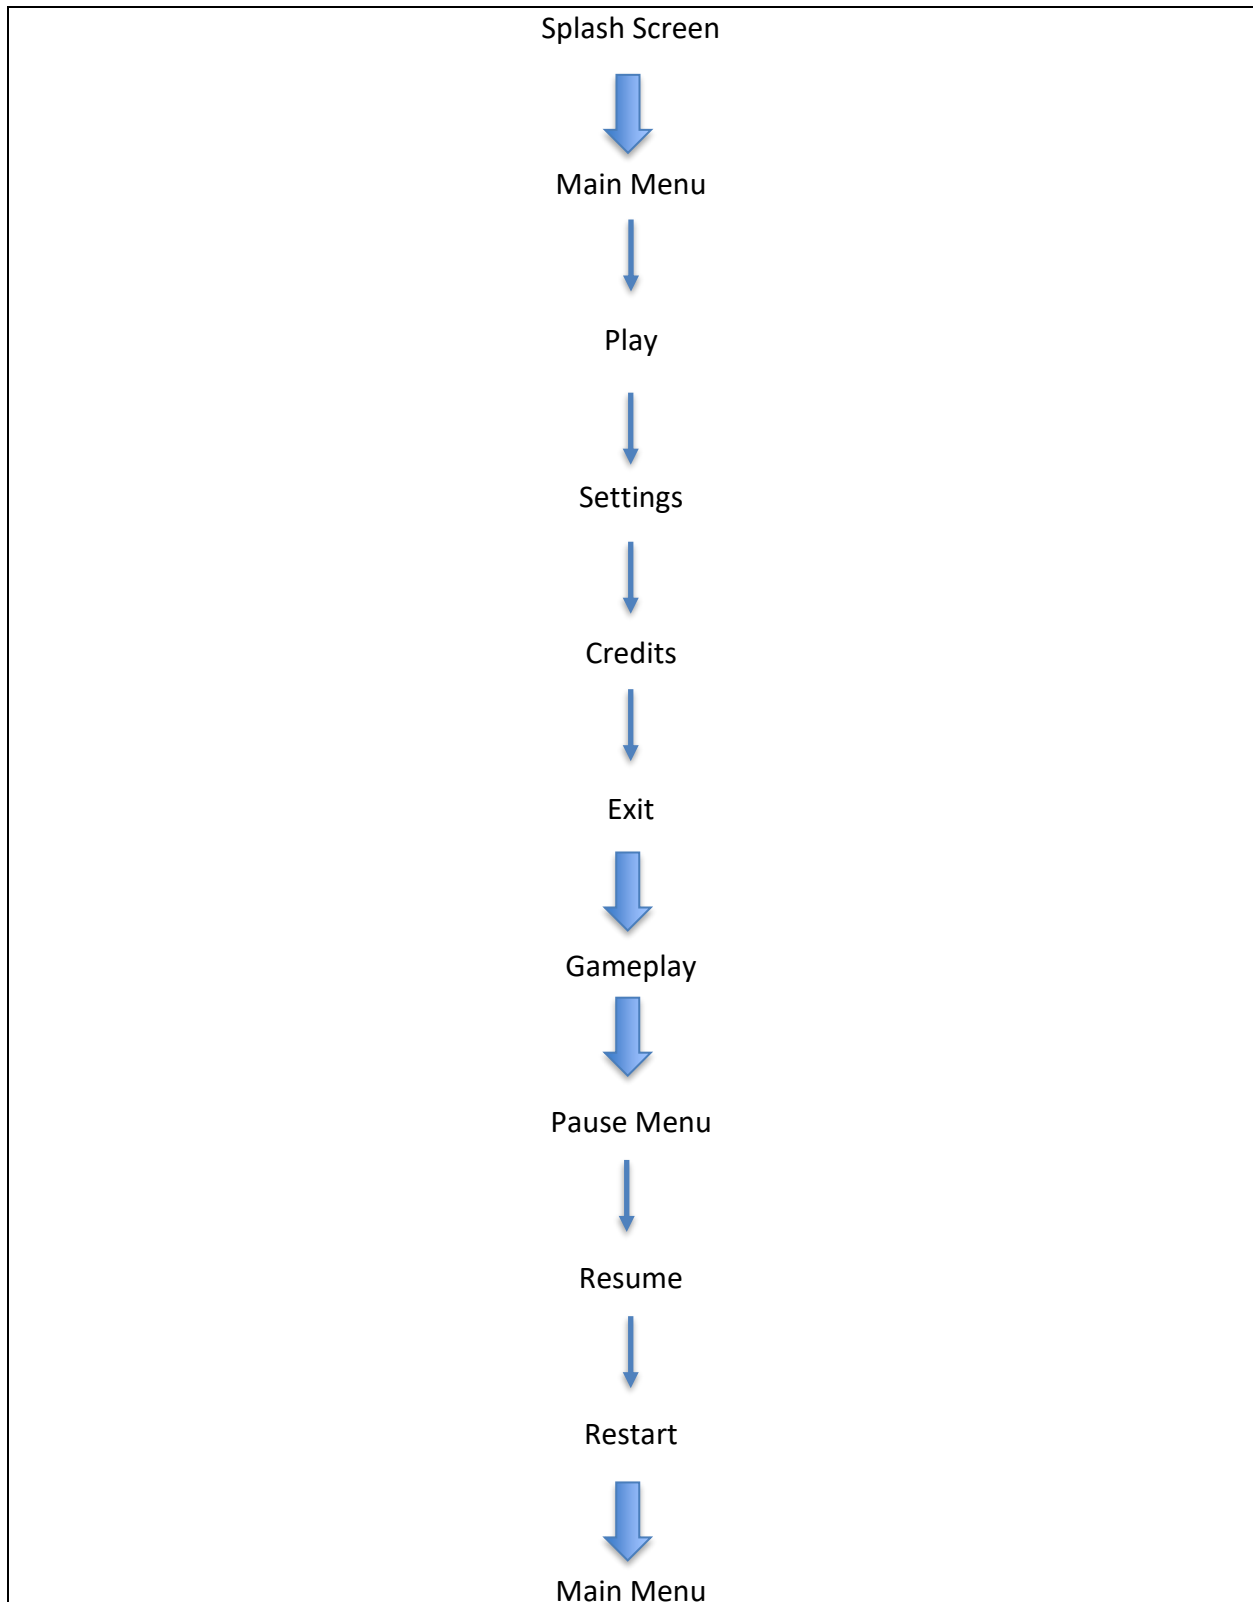 Splash Screen
Main Menu
Play
Settings
Credits
Exit
Gameplay
Pause Menu
Resume
Restart
Main Menu